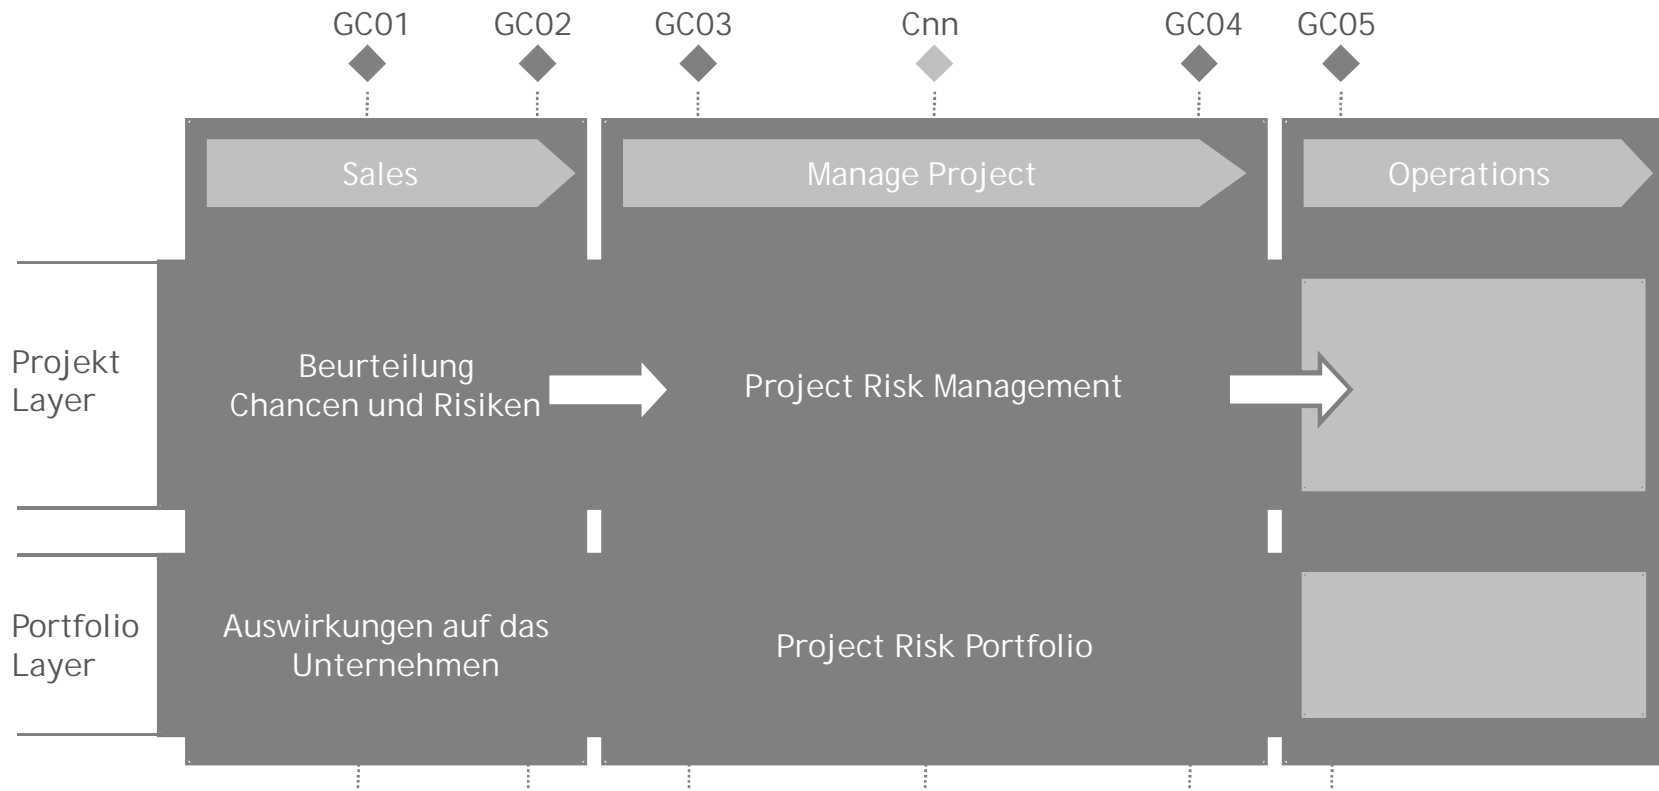 GC01 GC02 GC03 Cnn GC04 GC05
Sales Manage Project Operations
Projekt
Layer
Beurteilung
Chancen und Risiken
Project Risk Management
Portfolio
Layer
Auswirkungen auf das
Unternehmen
Project Risk Portfolio